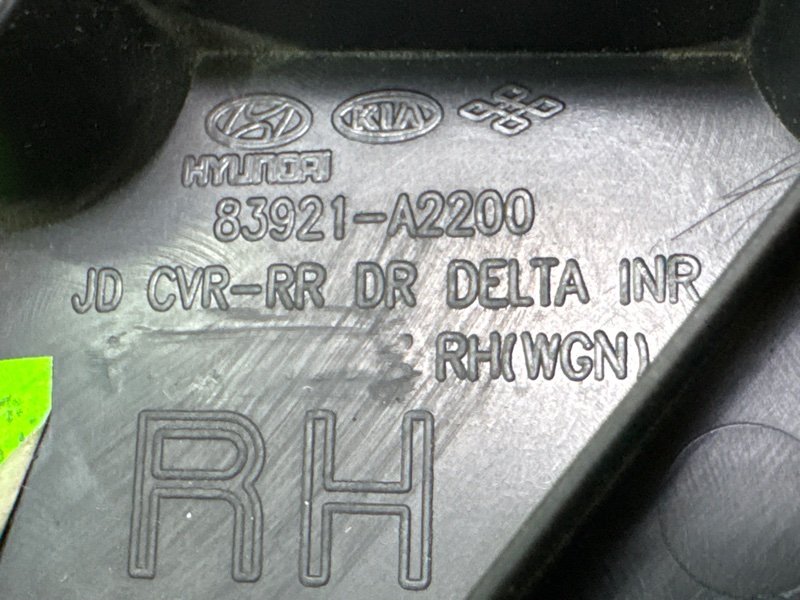 KIA
HYUNDAI
83921-A2200
JD CVR-RR DR DELTA INR
RH(WGN)
RH